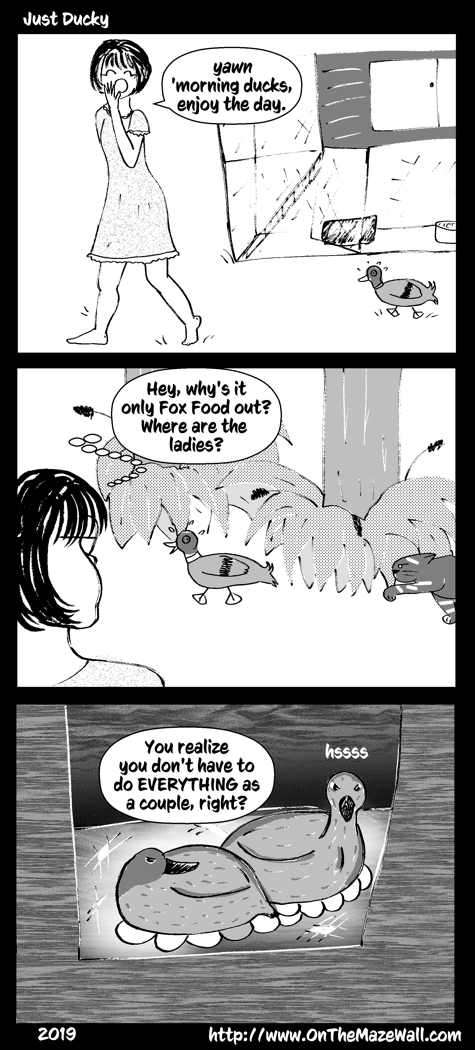 Just Ducky
yawn
'morning ducks,
enjoy the day.
Hey, why's it
only Fox Food out?
Where are the
ladies?
You realize
you don't have to
do EVERYTHING as
a couple, right?
hssss
2019
http://www.OnTheMazeWall.com